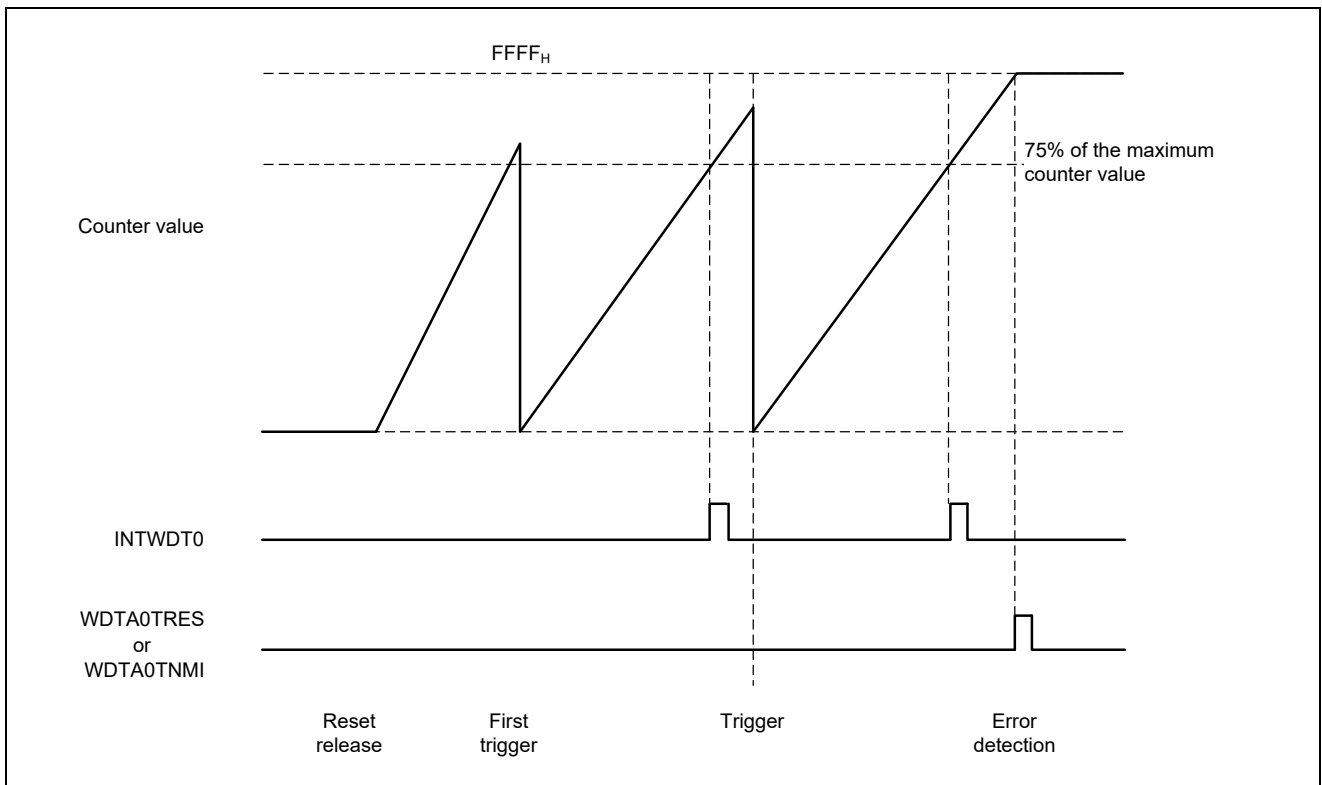 FFFFH
75% of the maximum
counter value
Counter value
INTWDT0
WDTA0TRES
or
WDTA0TNMI
Reset
release
First
trigger
Trigger
Error
detection